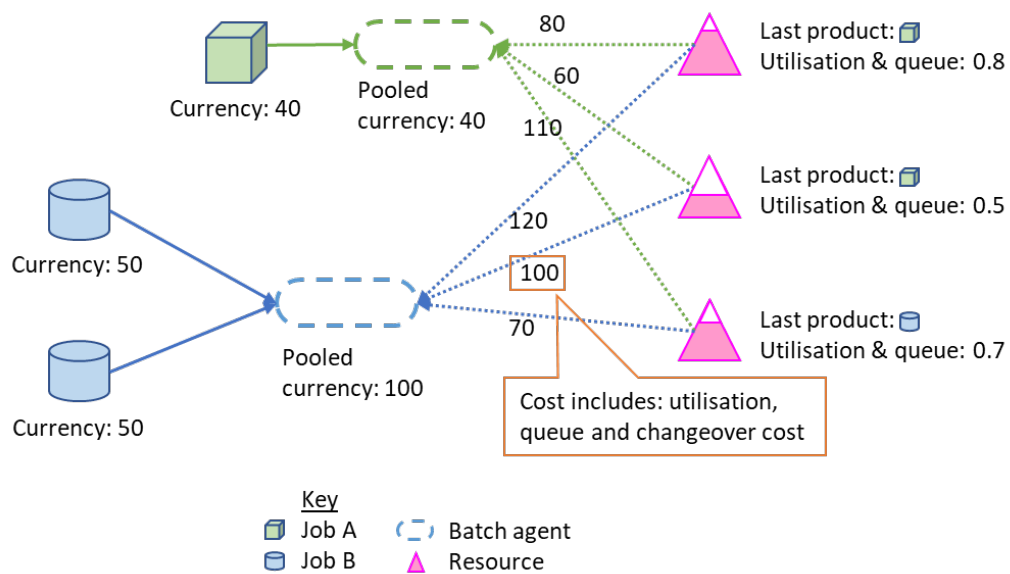 80
Last product:
Utilisation & queue: 0.8
60
Pooled
currency: 40
Currency: 40
110
Last product:
Utilisation & queue: 0.5
120
Currency: 50
100
Last product:
Utilisation & queue: 0.7
70
Pooled
currency: 100
Cost includes: utilisation,
queue and changeover cost
Currency: 50
Key
Job A
Batch agent
Job B
Resource